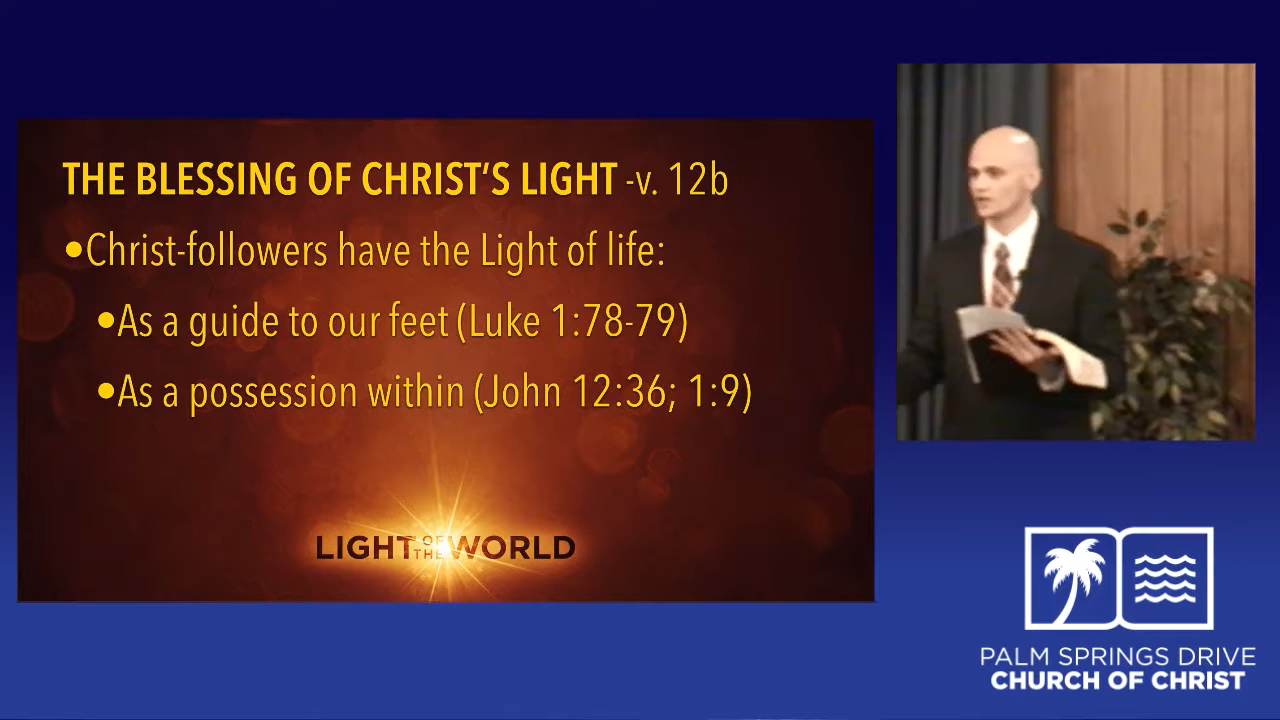 THE BLESSING OF CHRIST'S LIGHT -v. 12b
•Christ-followers have the Light of life:
•As a guide to our feet (Luke 1:78-79)
•As a possession within (John 12:36; 1:9)
LIGHT OF THE WORLD
PALM SPRINGS DRIVE
CHURCH OF CHRIST